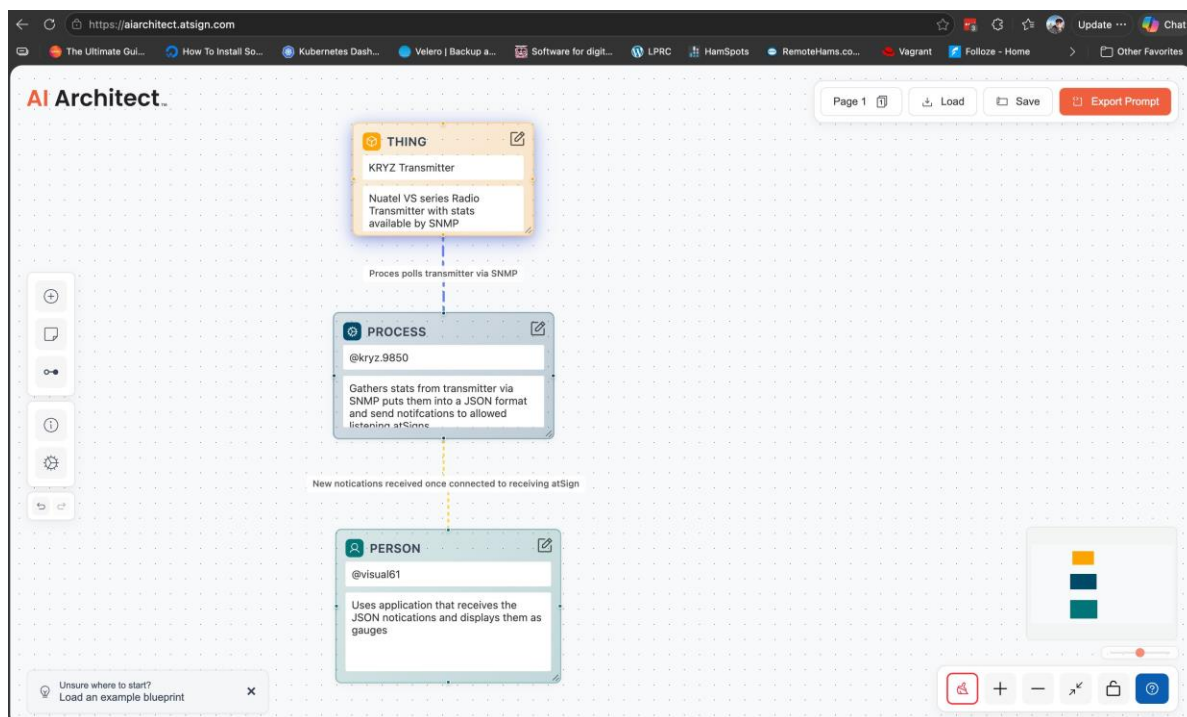 https://aiarchitect.atsign.com
Update ...
Chat
The Ultimate Gui...
How To Install So...
Kubernetes Dash...
Velero | Backup a...
Software for digit...
LPRC
HamSpots
RemoteHams.co...
Vagrant
Folloze - Home
Other Favorites
AI Architect
Page 1
Load
Save
Export Prompt
THING
KRYZ Transmitter
Nuatel VS series Radio
Transmitter with stats
available by SNMP
Proces polls transmitter via SNMP
PROCESS
@kryz.9850
Gathers stats from transmitter via
SNMP puts them into a JSON format
and send notifcations to allowed
listening atSigns
New notications received once connected to receiving atSign
PERSON
@visual61
Uses application that receives the
JSON notications and displays them as
gauges
Unsure where to start?
Load an example blueprint